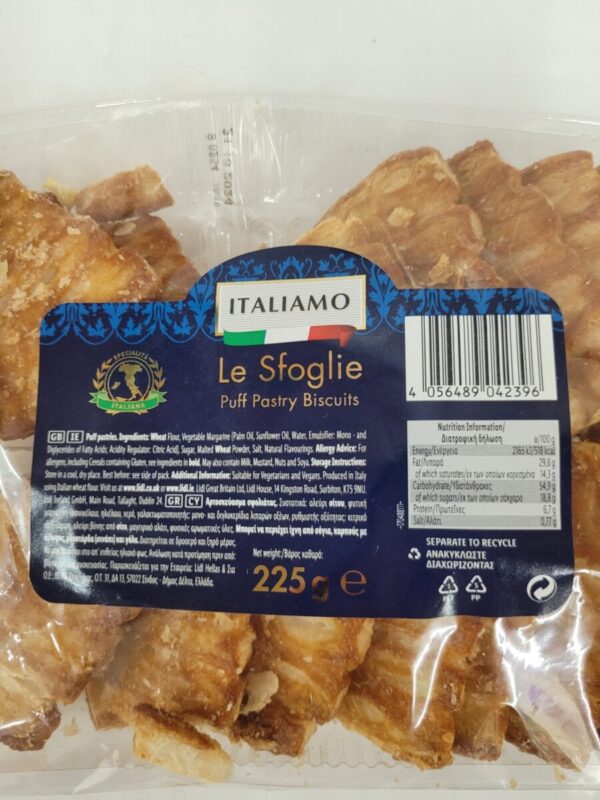 ITALIAMO
Le Sfoglie
Puff Pastry Biscuits
SPECIALITÀ
ITALIANA
4 056489 042396
GB IE Puff pastries. Ingredients: Wheat Flour, Vegetable Margarine (Palm Oil, Sunflower Oil, Water, Emulsifier: Mono - and
Diglycerides of Fatty Acids; Acidity Regulator: Citric Acid), Sugar, Malted Wheat Powder, Salt, Natural Flavourings. Allergy Advice: For
allergens, including Cereals containing Gluten, see ingredients in bold. May also contain Milk, Mustard, Nuts and Soya. Storage Instructions:
Store in a cool, dry place. Best before: see side of pack. Additional Information: Suitable for Vegetarians and Vegans. Produced in Italy
using Italian wheat flour. Visit us at www.lidl.co.uk or www.lidl.ie. Lidl Great Britain Ltd, Lidl House, 14 Kingston Road, Surbiton, KT5 9NU.
Lidl Ireland GmbH, Main Road, Tallaght, Dublin 24. GR CY Αρτοσκεύασμα σφολιάτας. Συστατικά: αλεύρι σίτου, φυτική
Nutrition Information/
Διατροφική δήλωση ø/100 g
Energy/Ενέργεια 2165 kJ/518 kcal
Fat/Λιπαρά 29,8 g
of which saturates/εκ των οποίων κορεσμένα 14,3 g
Carbohydrate/Υδατάνθρακες 54,9 g
of which sugars/εκ των οποίων σάκχαρα 18,8 g
Protein/Πρωτεΐνες 6,7 g
Salt/Αλάτι 0,77 g
SEPARATE TO RECYCLE
ΑΝΑΚΥΚΛΩΣΤΕ
ΔΙΑΧΩΡΙΖΟΝΤΑΣ
PP
Net weight/Βάρος καθαρό:
225 g e